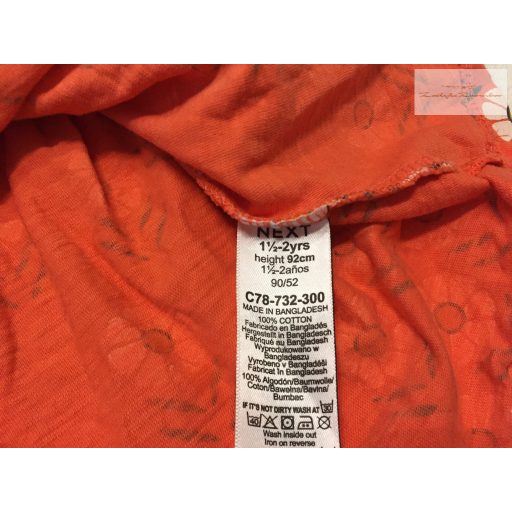 NEXT
1½-2yrs
height 92cm
1½-2años
90/52
C78-732-300
MADE IN BANGLADESH
100% COTTON
Fabricado en Bangladés
Hergestellt in Bangladesch
Fabriqué au Bangladesh
Wyprodukowano w
Bangladeszu
Vyrobeno v Bangladéši
Fabricat în Bangladesh
100% Algodón/Baumwolle/
Coton/Bawełna/Bavlna/
Bumbac
IF IT'S NOT DIRTY WASH AT 30
40
Wash inside out
Iron on reverse